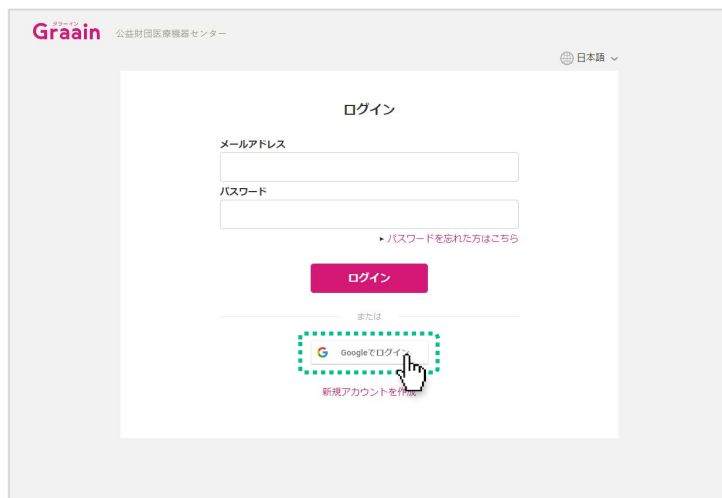 グラーイン
Graain 公益財団医療機器センター
日本語
ログイン
メールアドレス
パスワード
パスワードを忘れた方はこちら
ログイン
または
Googleでログイン
新規アカウントを作成